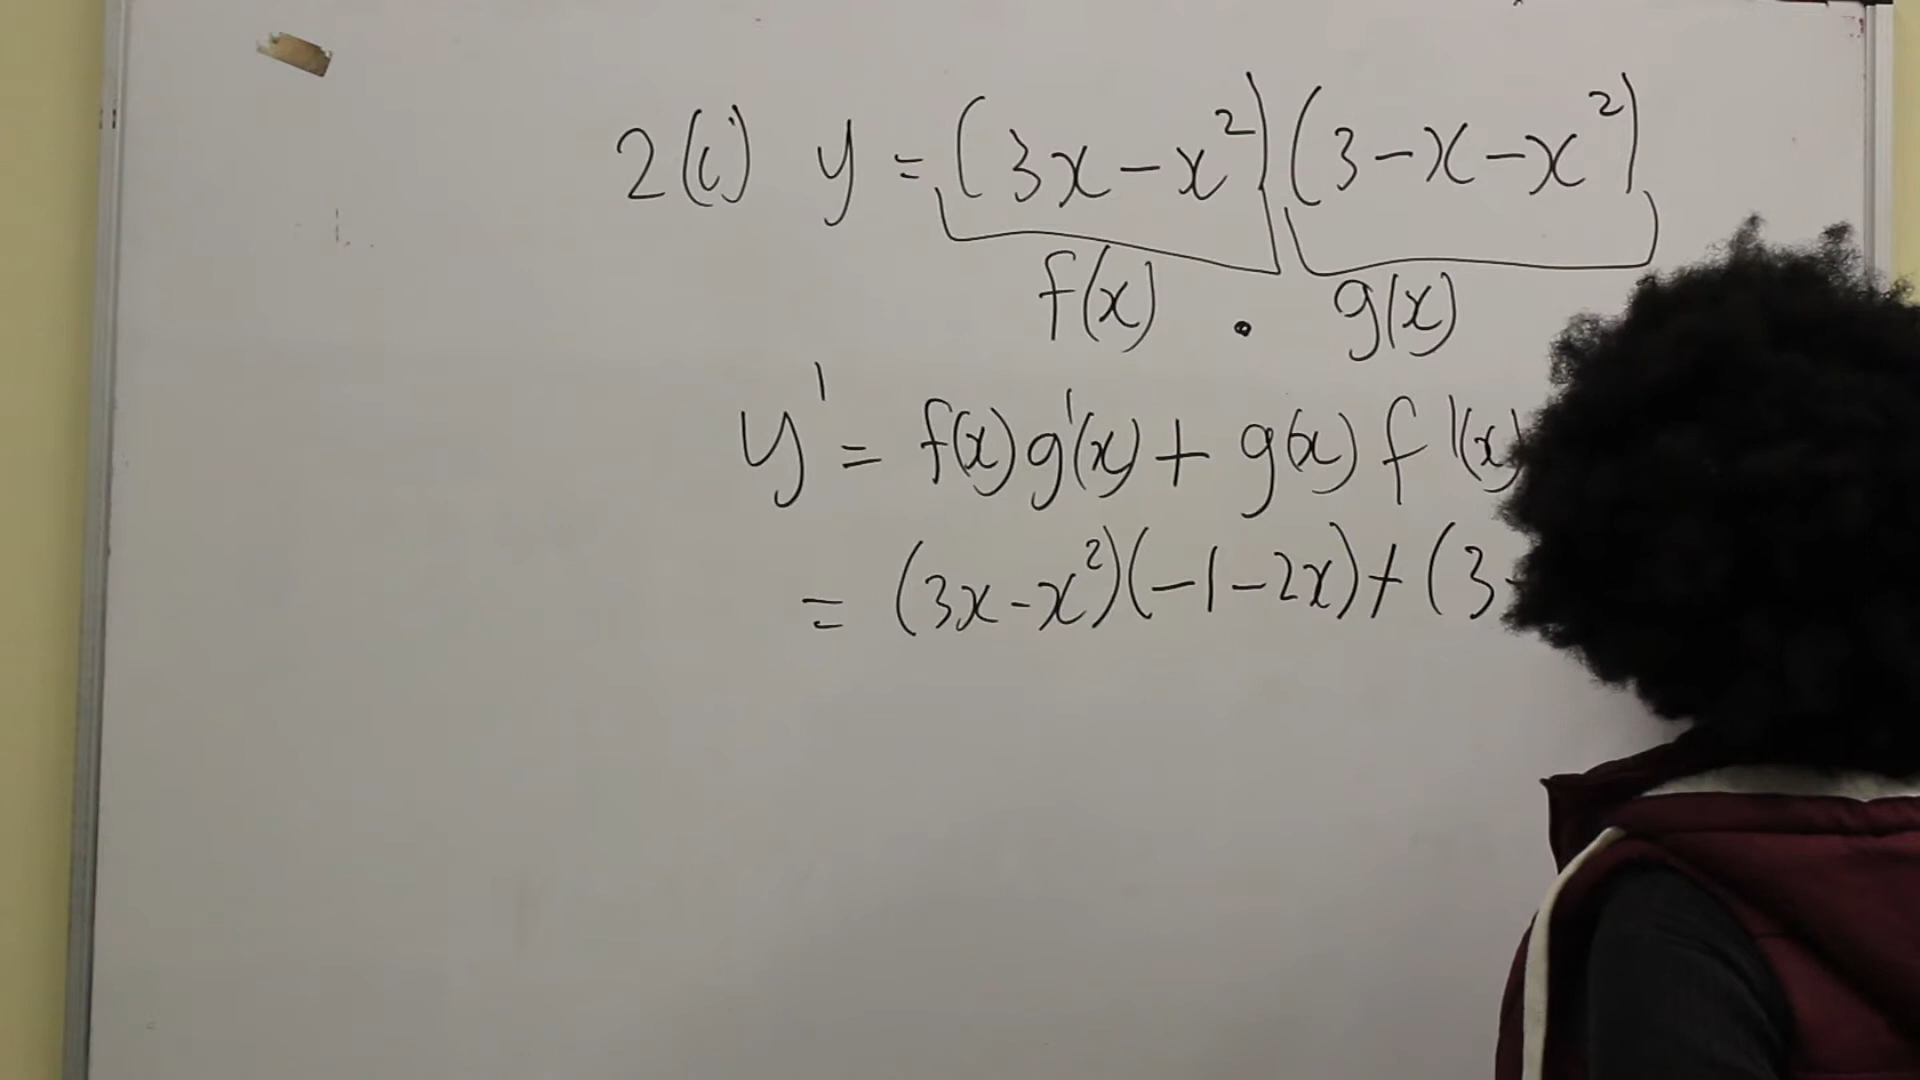 2(i) y = (3x - x²) (3 - x - x²)
f(x) . g(x)
y' = f(x) g'(x) + g(x) f'(x)
= (3x - x²)(-1 - 2x) + (3 -